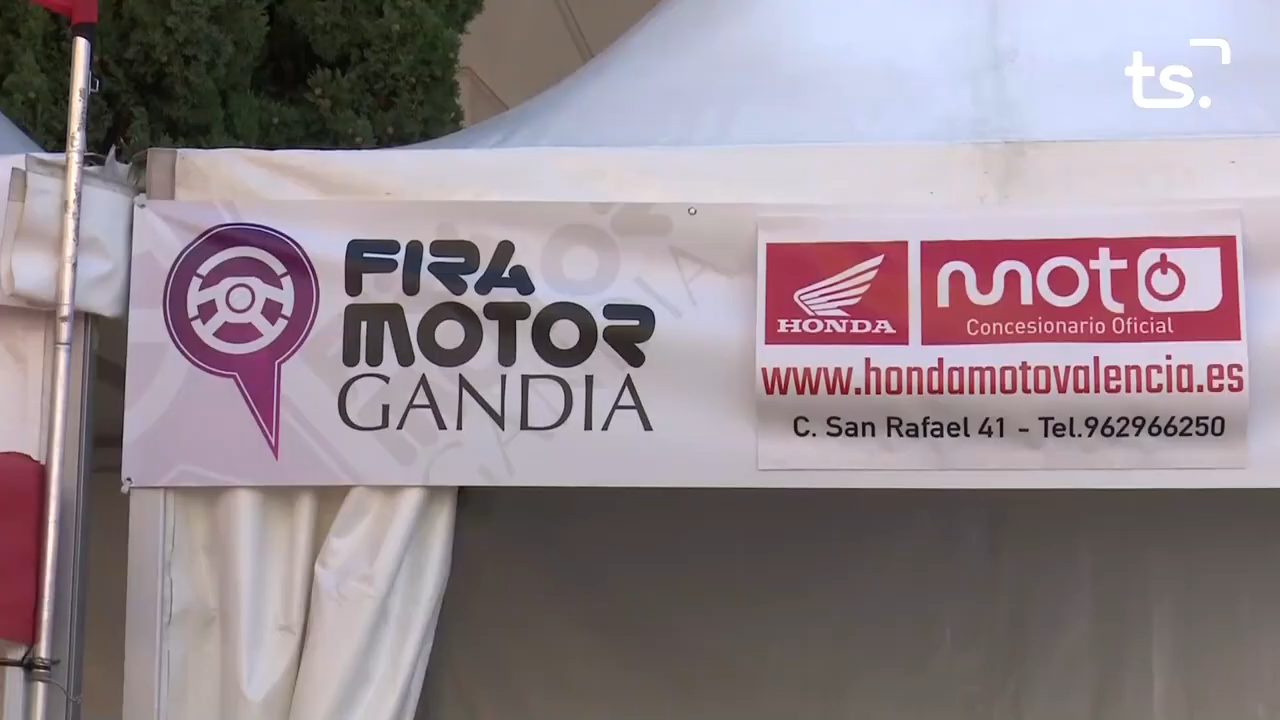 ts.
FIRA
MOTOR
GANDIA
HONDA
moto
Concesionario Oficial
www.hondamotovalencia.es
C. San Rafael 41 - Tel.962966250